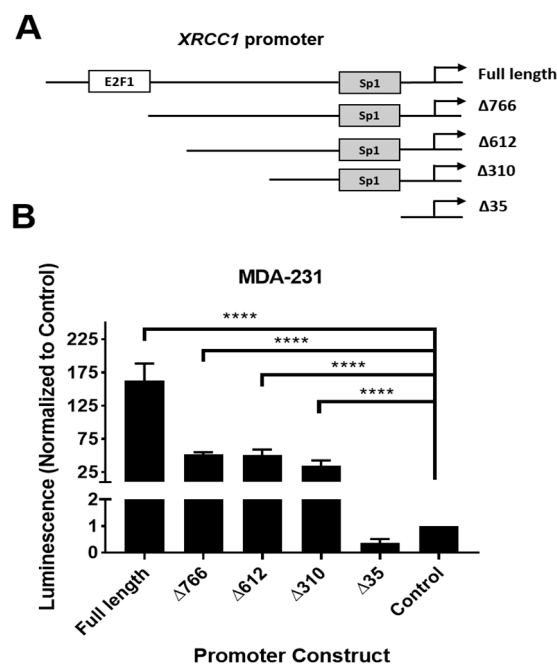 A
XRCC1 promoter
E2F1
Sp1
Full length
Sp1
Δ766
Sp1
Δ612
Sp1
Δ310
Δ35
B
MDA-231
Luminescence (Normalized to Control)
225
175
125
75
25
2
1
0
****
****
****
****
Full length
Δ766
Δ612
Δ310
Δ35
Control
Promoter Construct